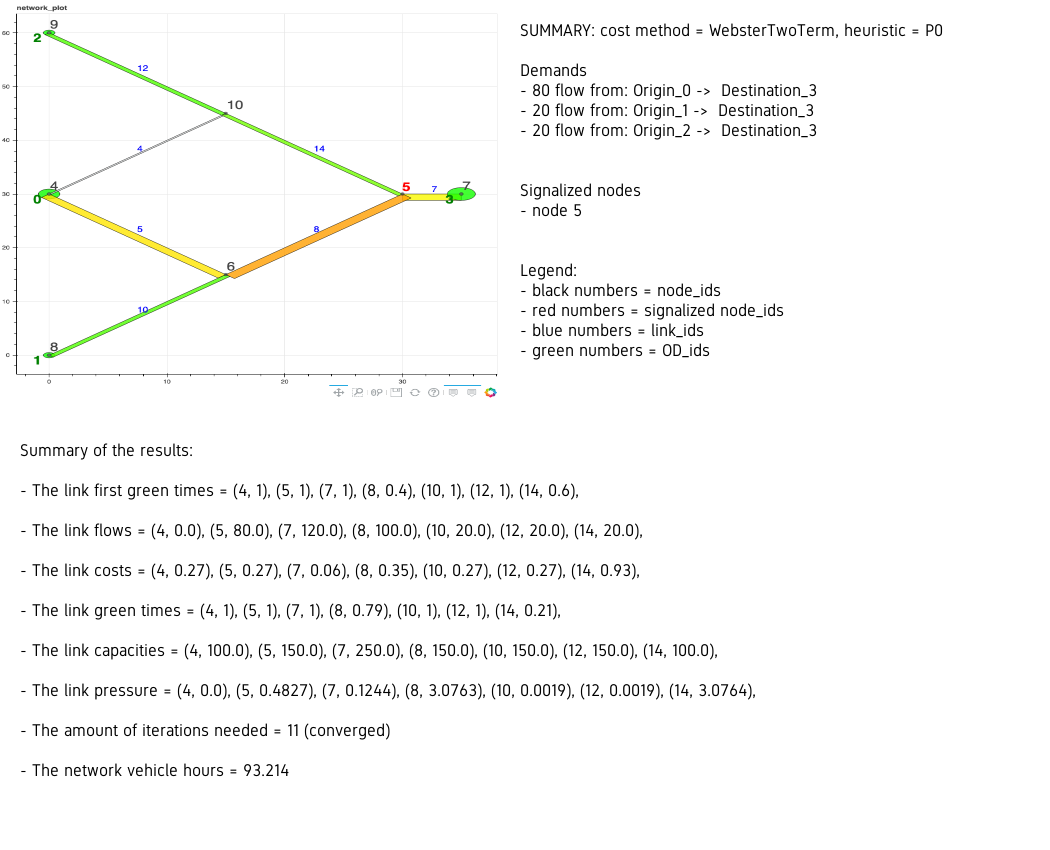 network_plot
SUMMARY: cost method = WebsterTwoTerm, heuristic = P0
Demands
- 80 flow from: Origin_0 -> Destination_3
- 20 flow from: Origin_1 -> Destination_3
- 20 flow from: Origin_2 -> Destination_3
Signalized nodes
- node 5
Legend:
- black numbers = node_ids
- red numbers = signalized node_ids
- blue numbers = link_ids
- green numbers = OD_ids
60
50
40
30
20
10
0
9
2
12
10
4
14
4
0
5
7
7
3
5
8
6
10
8
1
0
10
20
30
Summary of the results:
- The link first green times = (4, 1), (5, 1), (7, 1), (8, 0.4), (10, 1), (12, 1), (14, 0.6),
- The link flows = (4, 0.0), (5, 80.0), (7, 120.0), (8, 100.0), (10, 20.0), (12, 20.0), (14, 20.0),
- The link costs = (4, 0.27), (5, 0.27), (7, 0.06), (8, 0.35), (10, 0.27), (12, 0.27), (14, 0.93),
- The link green times = (4, 1), (5, 1), (7, 1), (8, 0.79), (10, 1), (12, 1), (14, 0.21),
- The link capacities = (4, 100.0), (5, 150.0), (7, 250.0), (8, 150.0), (10, 150.0), (12, 150.0), (14, 100.0),
- The link pressure = (4, 0.0), (5, 0.4827), (7, 0.1244), (8, 3.0763), (10, 0.0019), (12, 0.0019), (14, 3.0764),
- The amount of iterations needed = 11 (converged)
- The network vehicle hours = 93.214